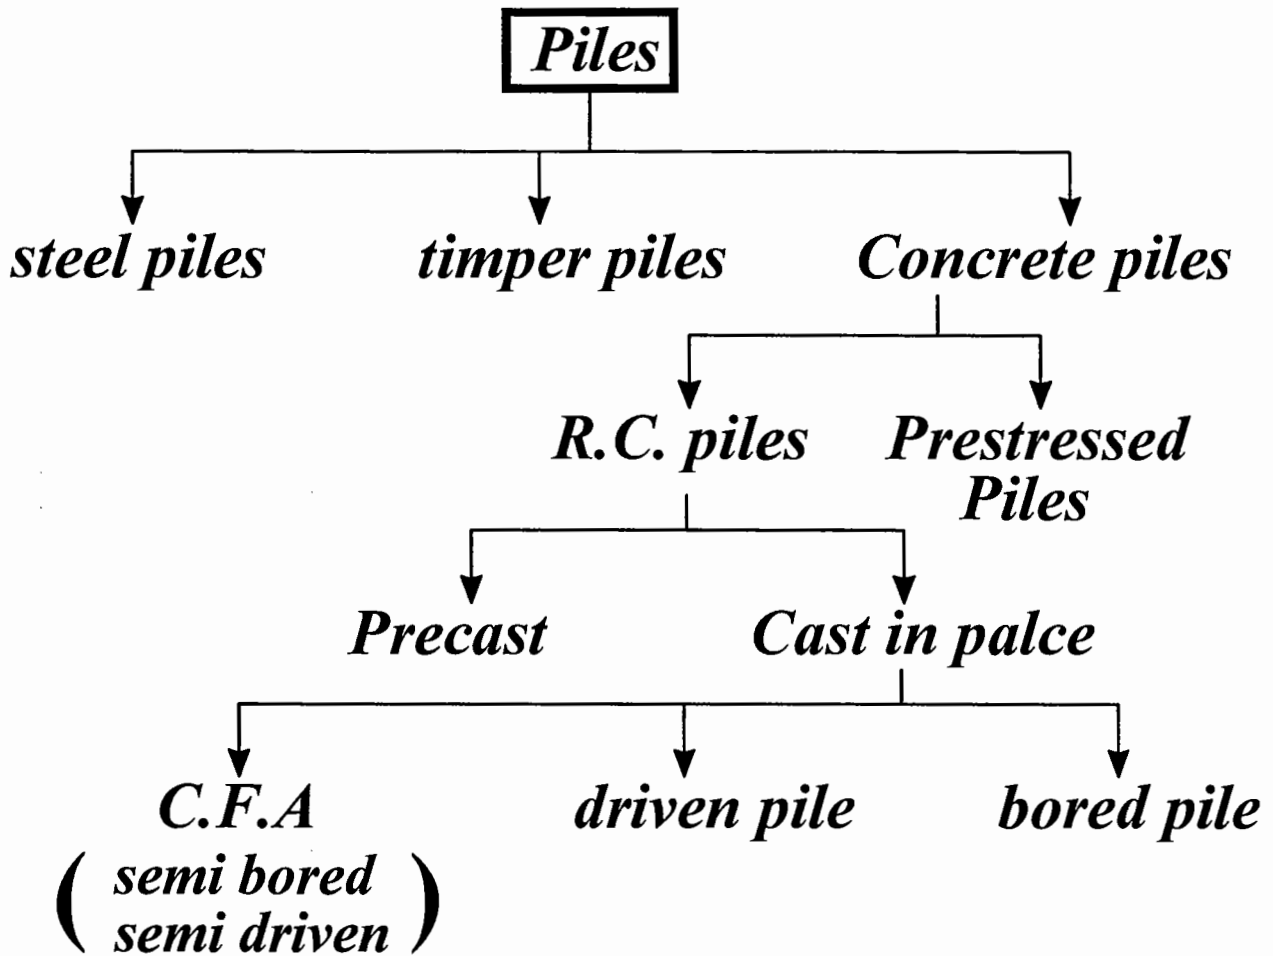 Piles
steel piles
timper piles
Concrete piles
R.C. piles
Prestressed
Piles
Precast
Cast in palce
C.F.A
driven pile
bored pile
( semi bored
semi driven )